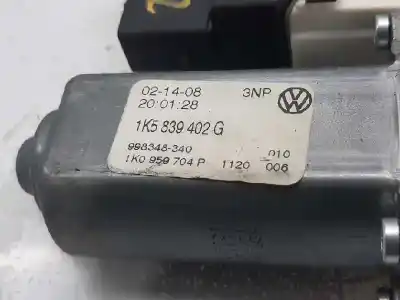 02-14-08 3NP
20:01:28
1K5 839 402 G
998348-340 010
1K0 959 704 P 1120 006